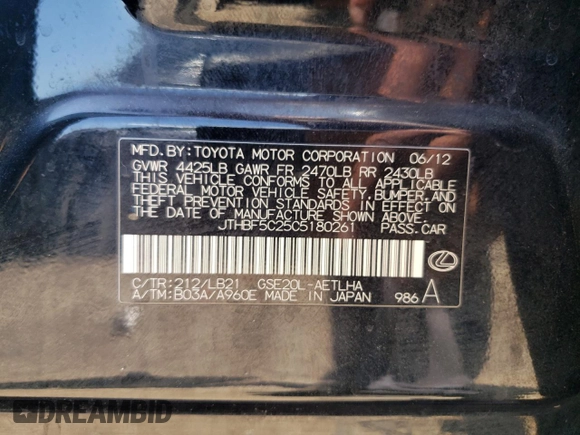 MFD. BY: TOYOTA MOTOR CORPORATION 06/12
GVWR 4425LB GAWR FR 2470LB RR 2430LB
THIS VEHICLE CONFORMS TO ALL APPLICABLE
FEDERAL MOTOR VEHICLE SAFETY, BUMPER, AND
THEFT PREVENTION STANDARDS IN EFFECT ON
THE DATE OF MANUFACTURE SHOWN ABOVE.
JTHBF5C25C5180261 PASS.CAR
C/TR:212/LB21 GSE20L-AETLHA
A/TM:B03A/A960E MADE IN JAPAN 986 A
DREAMBID